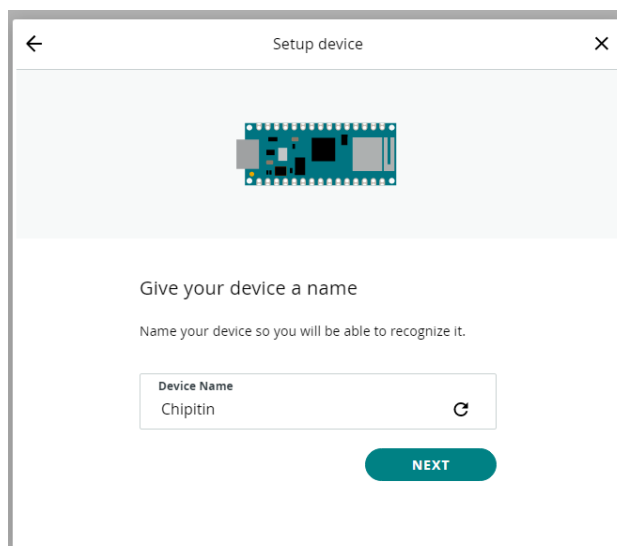 Setup device
Give your device a name
Name your device so you will be able to recognize it.
Device Name
Chipitin
NEXT